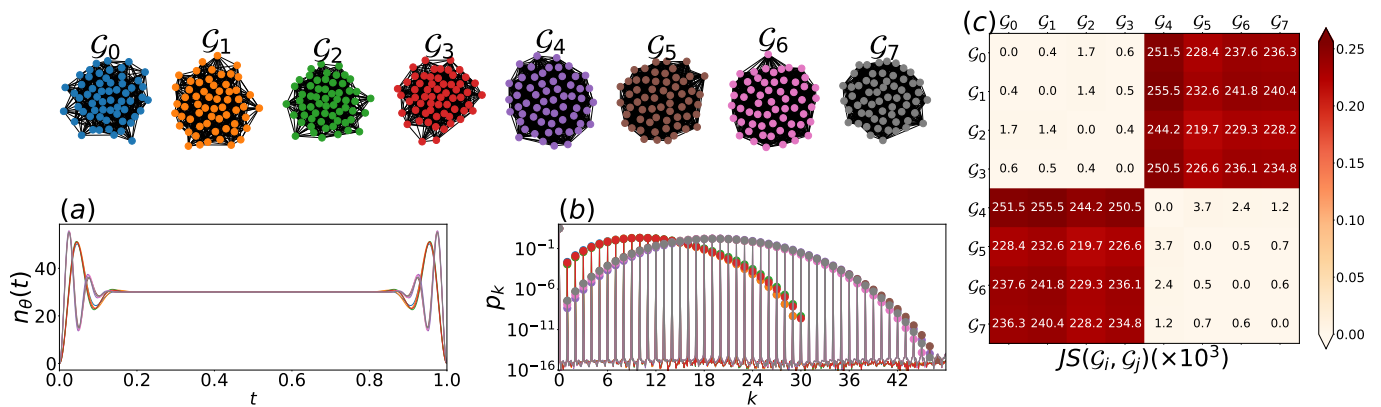 𝒢0 𝒢1 𝒢2 𝒢3 𝒢4 𝒢5 𝒢6 𝒢7
(a)
nθ(t)
40
20
0
0.0 0.2 0.4 0.6 0.8 1.0
t
(b)
pk
10−1
10−6
10−11
10−16
0 6 12 18 24 30 36 42
k
(c)
𝒢0 𝒢1 𝒢2 𝒢3 𝒢4 𝒢5 𝒢6 𝒢7
𝒢0 0.0 0.4 1.7 0.6 251.5 228.4 237.6 236.3
𝒢1 0.4 0.0 1.4 0.5 255.5 232.6 241.8 240.4
𝒢2 1.7 1.4 0.0 0.4 244.2 219.7 229.3 228.2
𝒢3 0.6 0.5 0.4 0.0 250.5 226.6 236.1 234.8
𝒢4 251.5 255.5 244.2 250.5 0.0 3.7 2.4 1.2
𝒢5 228.4 232.6 219.7 226.6 3.7 0.0 0.5 0.7
𝒢6 237.6 241.8 229.3 236.1 2.4 0.5 0.0 0.6
𝒢7 236.3 240.4 228.2 234.8 1.2 0.7 0.6 0.0
JS(𝒢i, 𝒢j)(×10³)
0.25
0.20
0.15
0.10
0.05
0.00